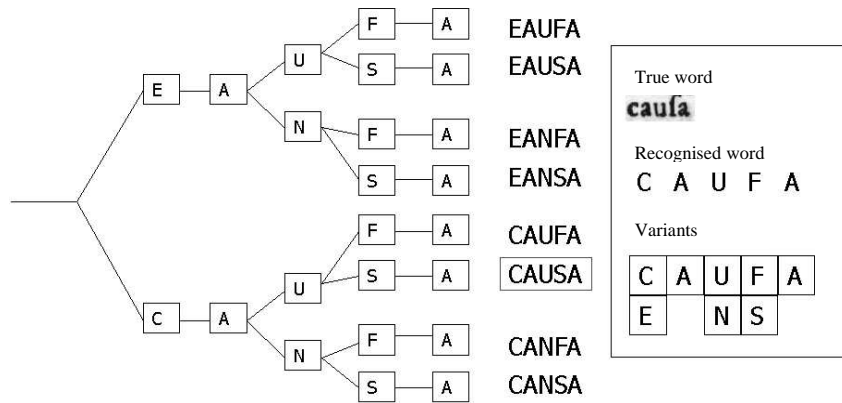 F A EAUFA
U
S A EAUSA
E A
F A EANFA
N
S A EANSA
F A CAUFA
U
S A CAUSA
C A
F A CANFA
N
S A CANSA
True word
cauſa
Recognised word
C A U F A
Variants
C A U F A
E N S